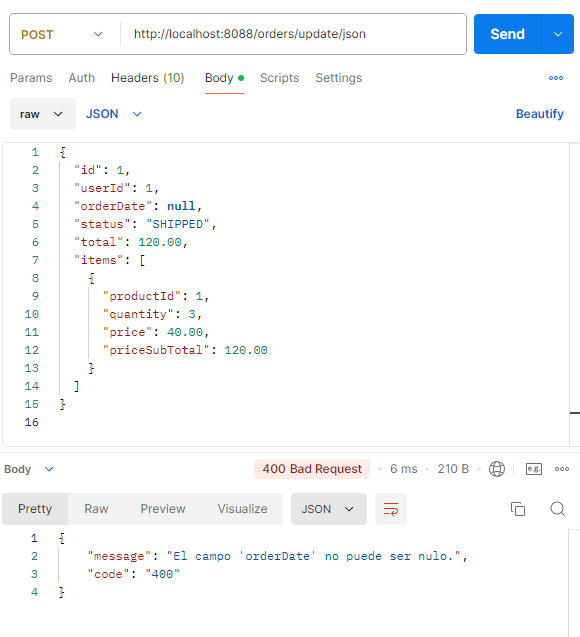 POST
http://localhost:8088/orders/update/json
Send
Params Auth Headers (10) Body Scripts Settings
raw JSON Beautify
1 {
2 "id": 1,
3 "userId": 1,
4 "orderDate": null,
5 "status": "SHIPPED",
6 "total": 120.00,
7 "items": [
8 {
9 "productId": 1,
10 "quantity": 3,
11 "price": 40.00,
12 "priceSubTotal": 120.00
13 }
14 ]
15 }
16
Body 400 Bad Request 6 ms 210 B e.g.
Pretty Raw Preview Visualize JSON
1 {
2 "message": "El campo 'orderDate' no puede ser nulo.",
3 "code": "400"
4 }